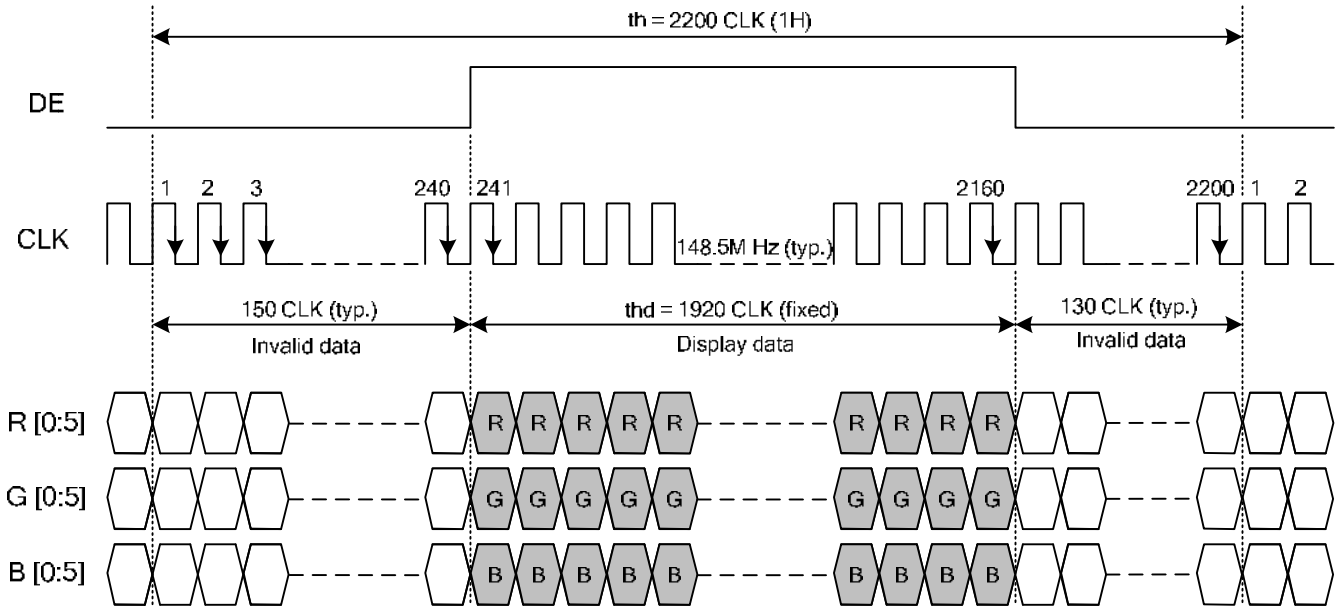 th = 2200 CLK (1H)
DE
1 2 3 240 241 2160 2200 1 2
CLK
148.5M Hz (typ.)
150 CLK (typ.) thd = 1920 CLK (fixed) 130 CLK (typ.)
Invalid data Display data Invalid data
R [0:5] R R R R R R R R R
G [0:5] G G G G G G G G G
B [0:5] B B B B B B B B B